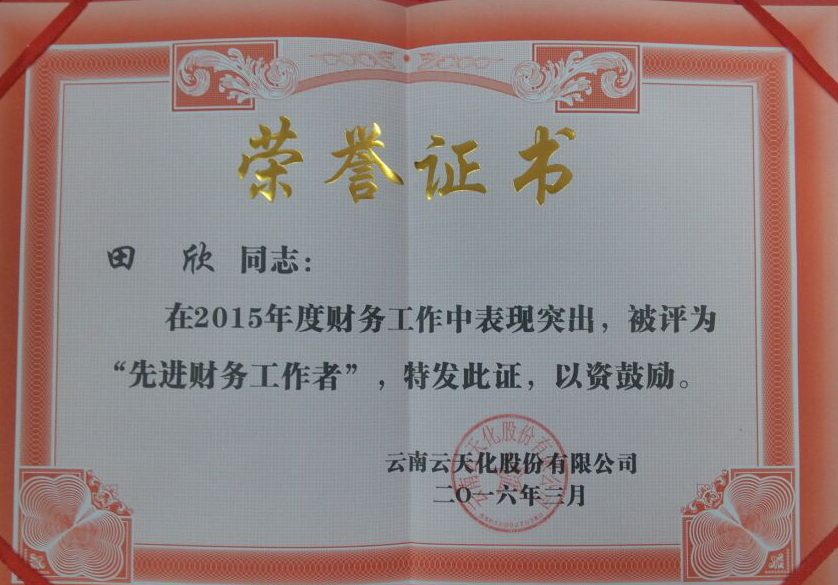 荣誉证书
田欣 同志：
在2015年度财务工作中表现突出，被评为
“先进财务工作者”，特发此证，以资鼓励。
云南云天化股份有限公司
二〇一六年三月